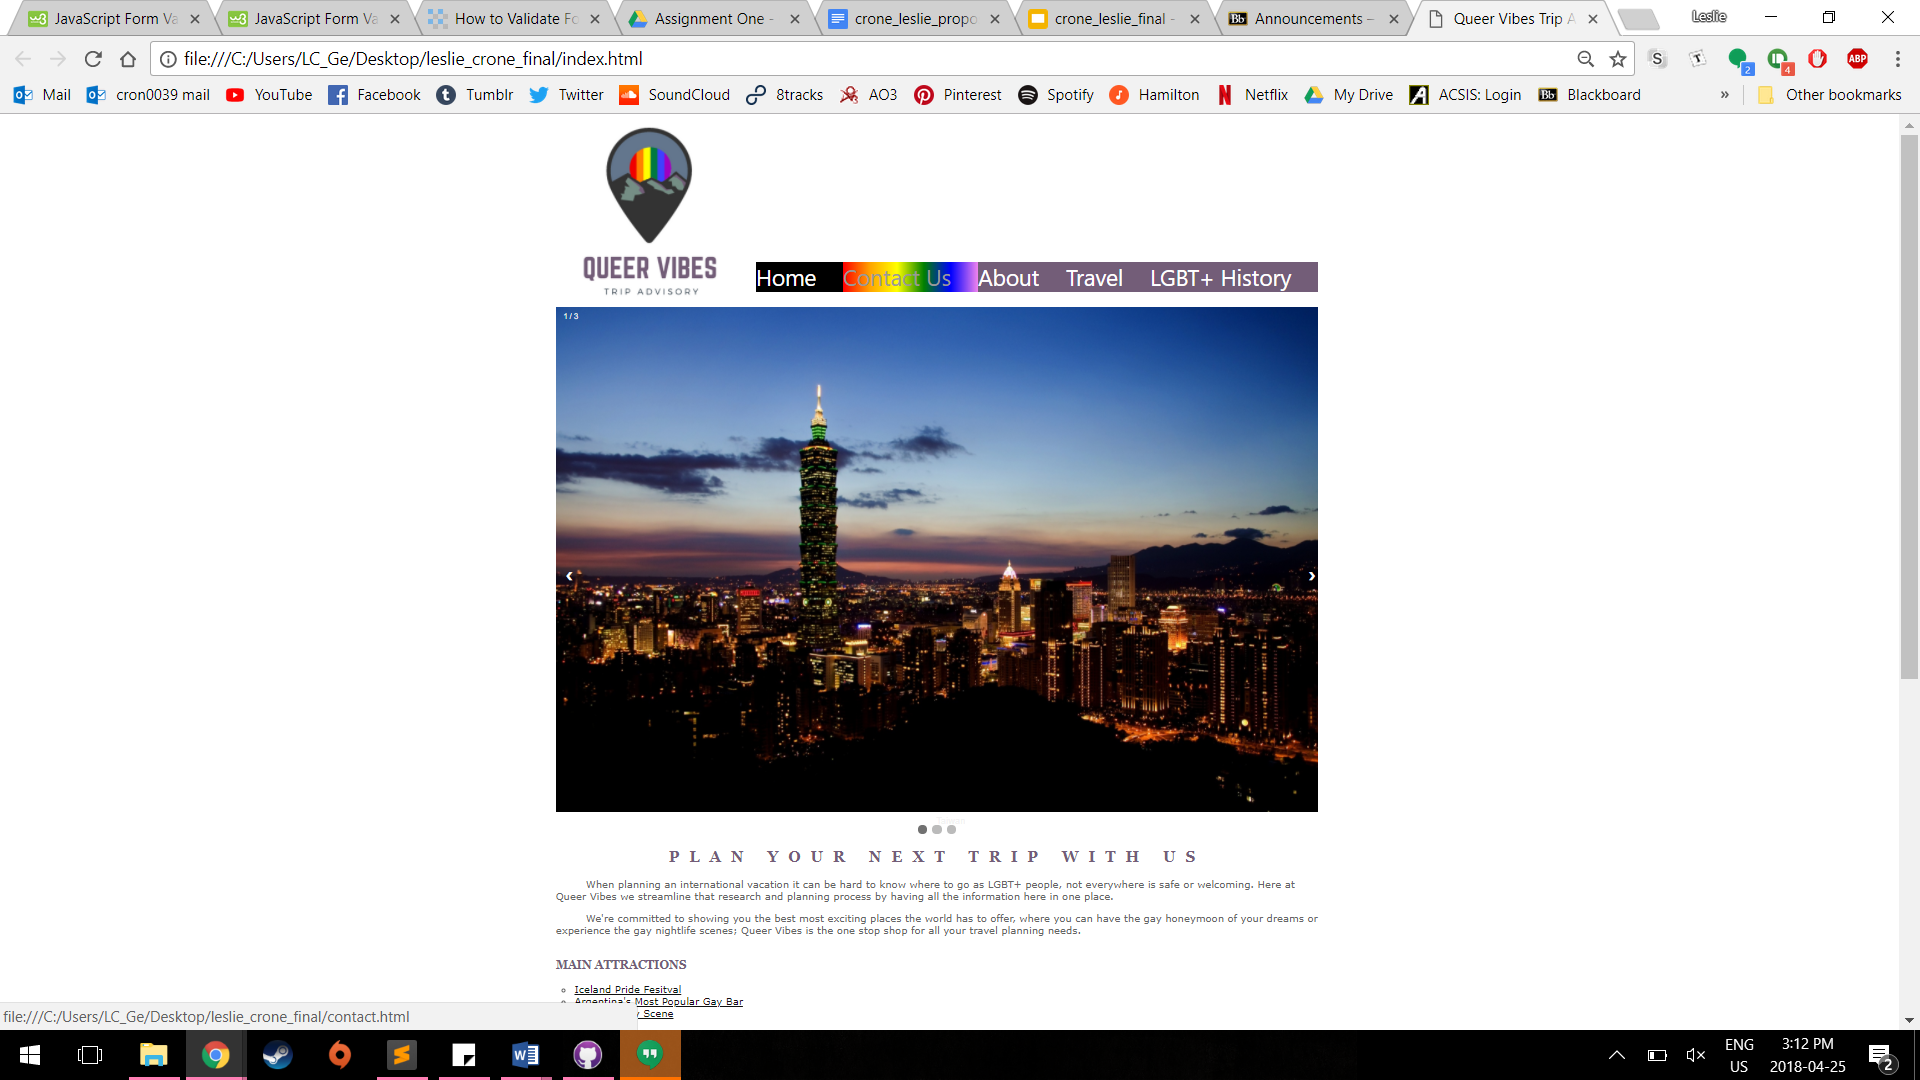 JavaScript Form Va
JavaScript Form Va
How to Validate Fo
Assignment One -
crone_leslie_propo
crone_leslie_final -
Bb Announcements –
Queer Vibes Trip A
Leslie
file:///C:/Users/LC_Ge/Desktop/leslie_crone_final/index.html
S
T
2
4
ABP
Mail
cron0039 mail
YouTube
Facebook
Tumblr
Twitter
SoundCloud
8tracks
AO3
Pinterest
Spotify
Hamilton
Netflix
My Drive
ACSIS: Login
Bb Blackboard
»
Other bookmarks
QUEER VIBES
TRIP ADVISORY
Home
Contact Us
About
Travel
LGBT+ History
1 / 3
‹
›
PLAN YOUR NEXT TRIP WITH US
When planning an international vacation it can be hard to know where to go as LGBT+ people, not everywhere is safe or welcoming. Here at
Queer Vibes we streamline that research and planning process by having all the information here in one place.
We're committed to showing you the best most exciting places the world has to offer, where you can have the gay honeymoon of your dreams or
experience the gay nightlife scenes; Queer Vibes is the one stop shop for all your travel planning needs.
MAIN ATTRACTIONS
Iceland Pride Fesitval
Argentina's Most Popular Gay Bar
Scene
file:///C:/Users/LC_Ge/Desktop/leslie_crone_final/contact.html
ENG
US
3:12 PM
2018-04-25
2